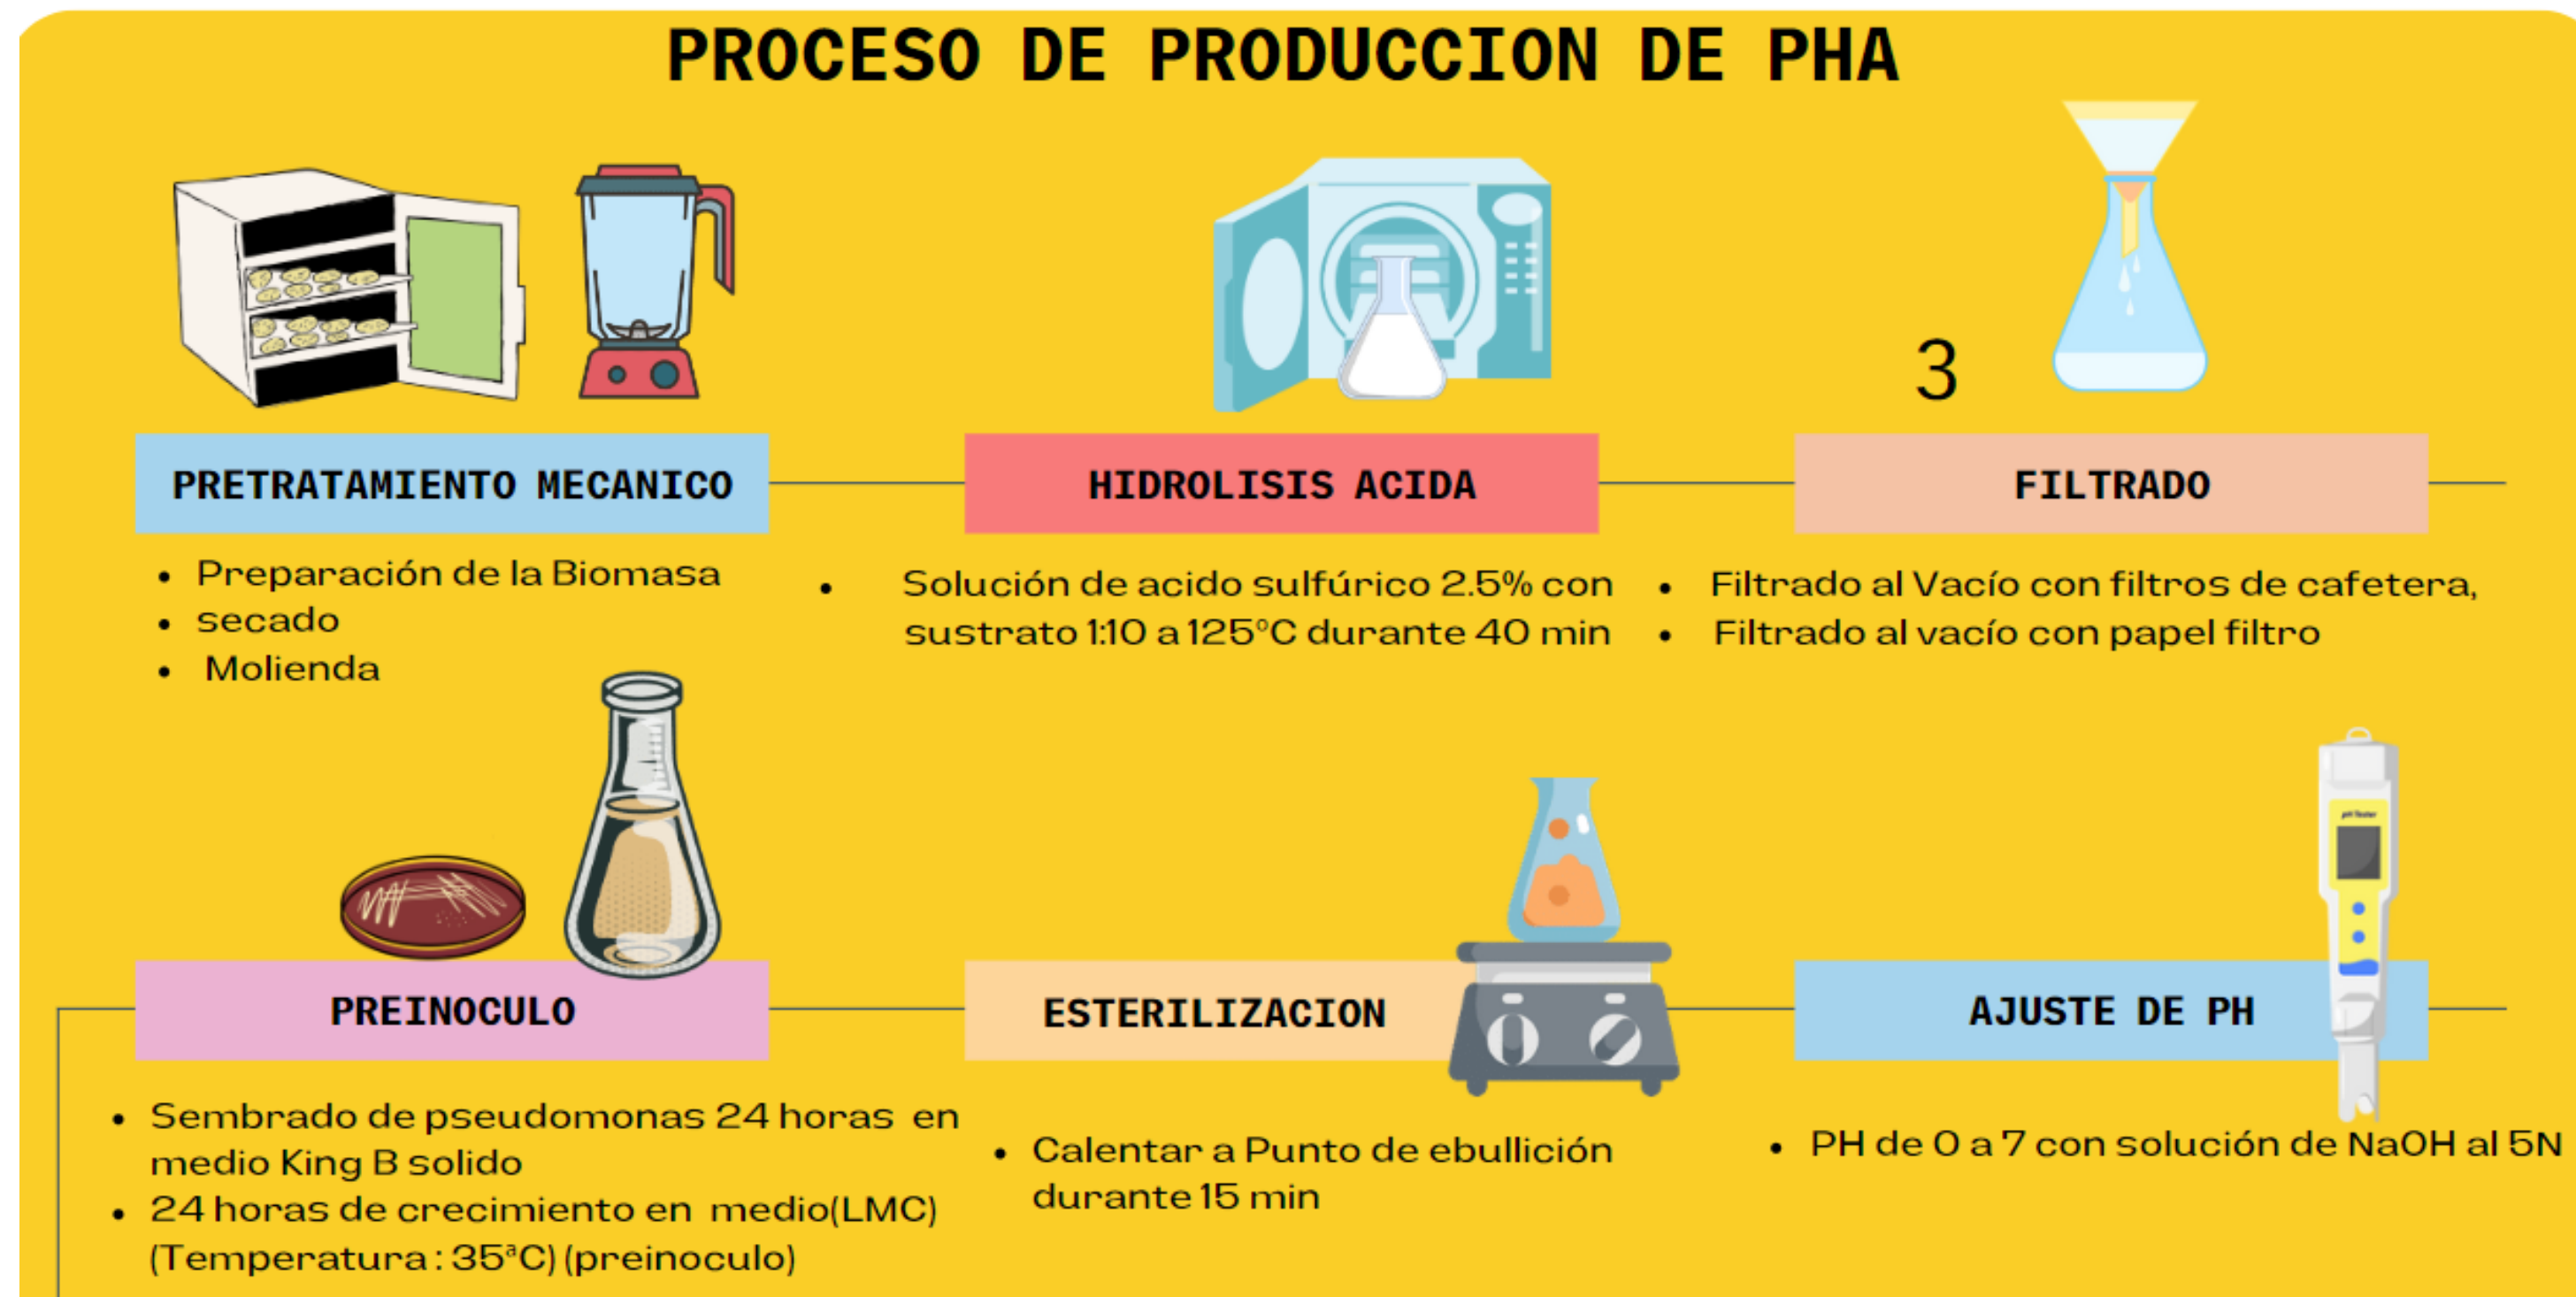 PROCESO DE PRODUCCION DE PHA
3
PRETRATAMIENTO MECANICO
• Preparación de la Biomasa
• secado
• Molienda
HIDROLISIS ACIDA
• Solución de acido sulfúrico 2.5% con
sustrato 1:10 a 125°C durante 40 min
FILTRADO
• Filtrado al Vacío con filtros de cafetera,
• Filtrado al vacío con papel filtro
PREINOCULO
• Sembrado de pseudomonas 24 horas en
medio King B solido
• 24 horas de crecimiento en medio(LMC)
(Temperatura : 35ªC) (preinoculo)
ESTERILIZACION
• Calentar a Punto de ebullición
durante 15 min
pH Tester
AJUSTE DE PH
• PH de 0 a 7 con solución de NaOH al 5N